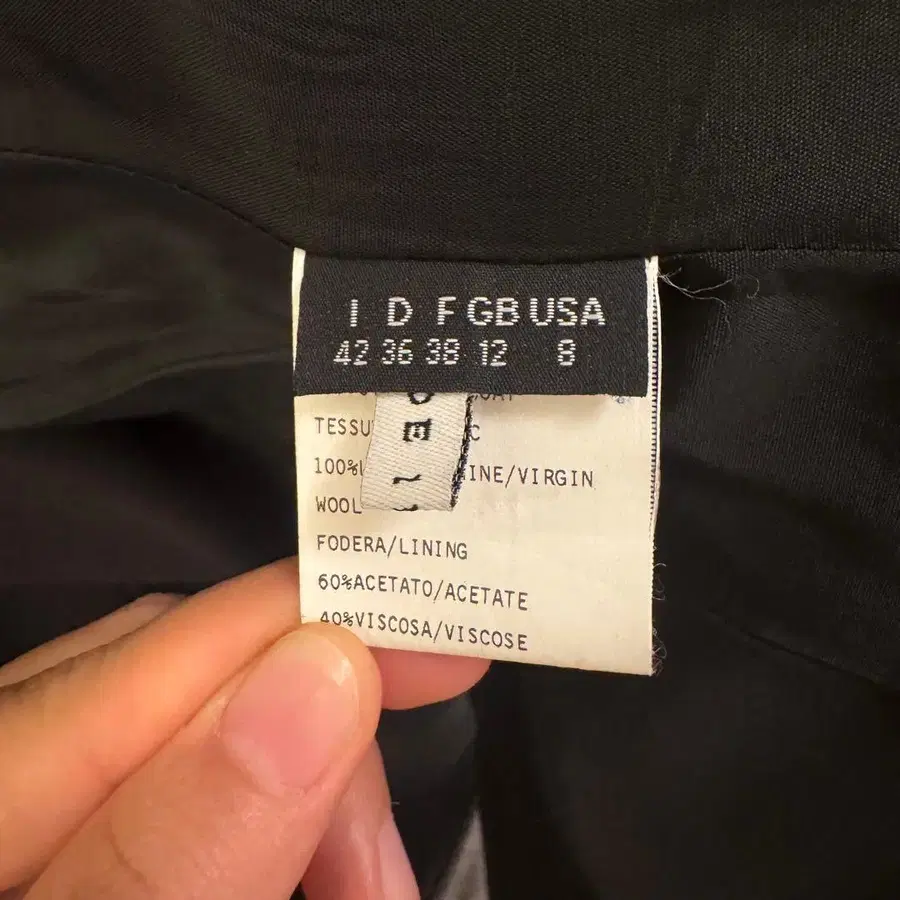 I D F GB USA
42 36 38 12 8
100%
INE/VIRGIN
WOOL
FODERA/LINING
60%ACETATO/ACETATE
40%VISCOSA/VISCOSE